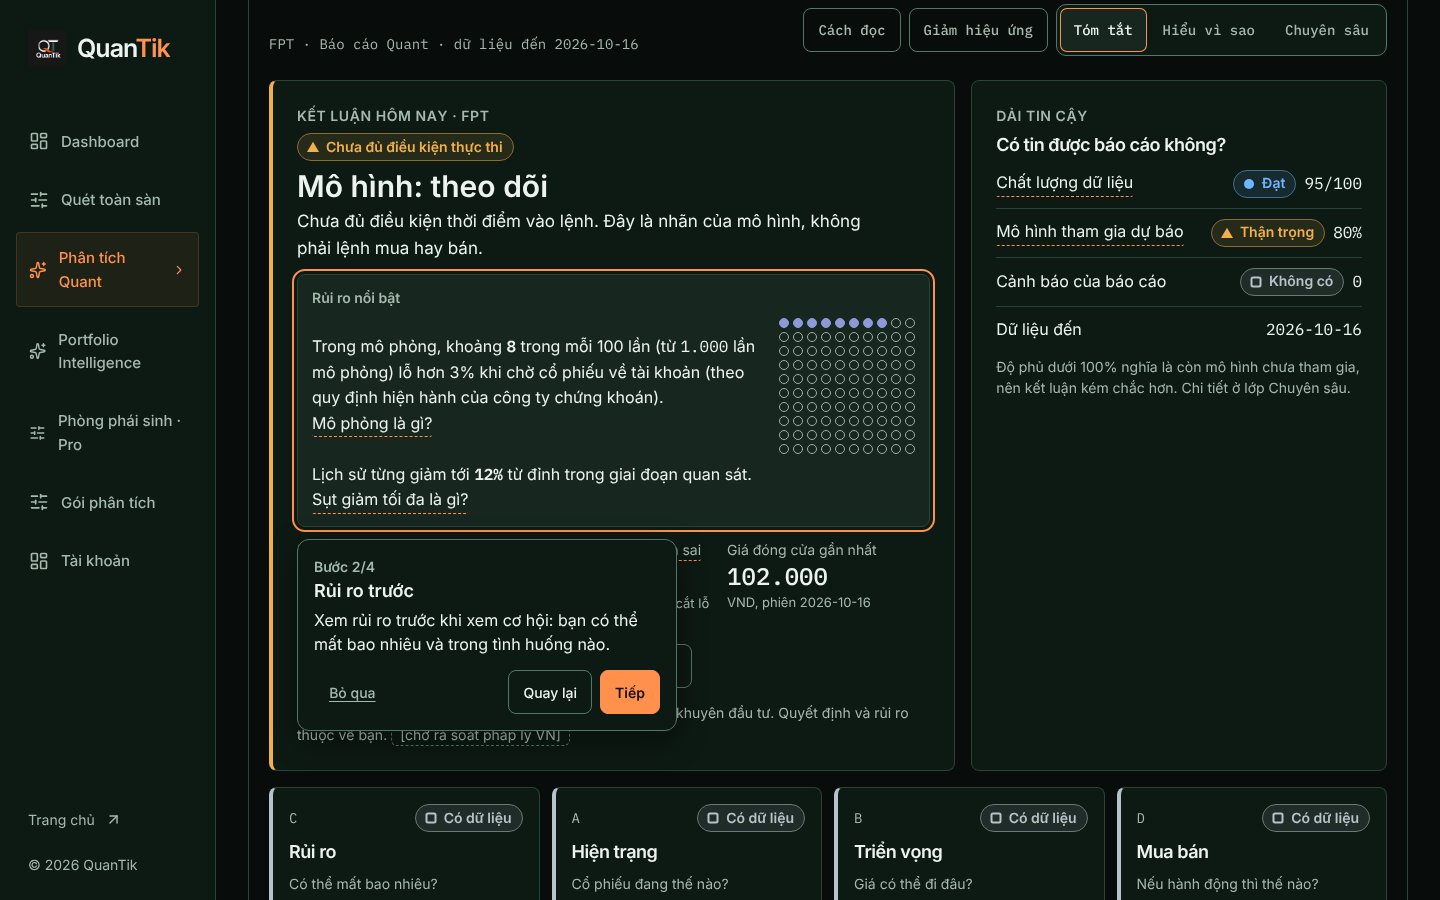 QT
QuanTik
QuanTik
Dashboard
Quét toàn sàn
Phân tích
Quant
Portfolio
Intelligence
Phòng phái sinh ·
Pro
Gói phân tích
Tài khoản
Trang chủ
© 2026 QuanTik
FPT · Báo cáo Quant · dữ liệu đến 2026-10-16
Cách đọc
Giảm hiệu ứng
Tóm tắt
Hiểu vì sao
Chuyên sâu
KẾT LUẬN HÔM NAY · FPT
Chưa đủ điều kiện thực thi
Mô hình: theo dõi
Chưa đủ điều kiện thời điểm vào lệnh. Đây là nhãn của mô hình, không
phải lệnh mua hay bán.
Rủi ro nổi bật
Trong mô phỏng, khoảng 8 trong mỗi 100 lần (từ 1.000 lần
mô phỏng) lỗ hơn 3% khi chờ cổ phiếu về tài khoản (theo
quy định hiện hành của công ty chứng khoán).
Mô phỏng là gì?
Lịch sử từng giảm tới 12% từ đỉnh trong giai đoạn quan sát.
Sụt giảm tối đa là gì?
sai
cắt lỗ
Giá đóng cửa gần nhất
102.000
VND, phiên 2026-10-16
Bước 2/4
Rủi ro trước
Xem rủi ro trước khi xem cơ hội: bạn có thể
mất bao nhiêu và trong tình huống nào.
Bỏ qua
Quay lại
Tiếp
khuyên đầu tư. Quyết định và rủi ro
thuộc về bạn. [chờ rà soát pháp lý VN]
DẢI TIN CẬY
Có tin được báo cáo không?
Chất lượng dữ liệu Đạt 95/100
Mô hình tham gia dự báo Thận trọng 80%
Cảnh báo của báo cáo Không có 0
Dữ liệu đến 2026-10-16
Độ phủ dưới 100% nghĩa là còn mô hình chưa tham gia,
nên kết luận kém chắc hơn. Chi tiết ở lớp Chuyên sâu.
C Có dữ liệu
Rủi ro
Có thể mất bao nhiêu?
A Có dữ liệu
Hiện trạng
Cổ phiếu đang thế nào?
B Có dữ liệu
Triển vọng
Giá có thể đi đâu?
D Có dữ liệu
Mua bán
Nếu hành động thì thế nào?